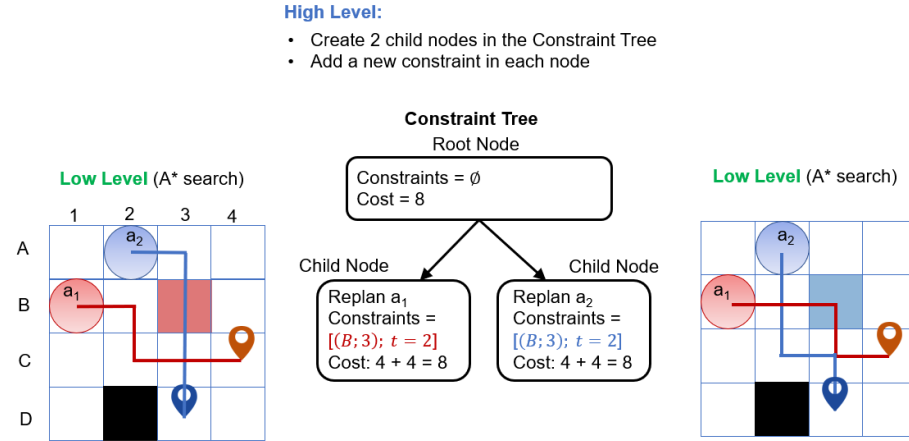 High Level:
• Create 2 child nodes in the Constraint Tree
• Add a new constraint in each node
Constraint Tree
Root Node
Constraints = ∅
Cost = 8
Low Level (A* search)
1 2 3 4
A
B
C
D
a₂
a₁
Child Node
Replan a₁
Constraints =
[(B; 3); t = 2]
Cost: 4 + 4 = 8
Child Node
Replan a₂
Constraints =
[(B; 3); t = 2]
Cost: 4 + 4 = 8
Low Level (A* search)
a₂
a₁